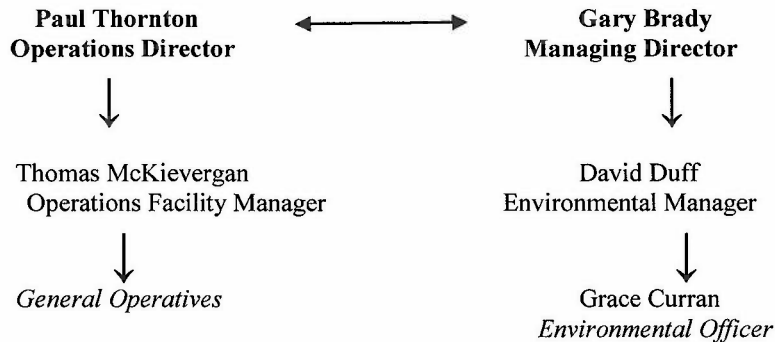 Paul Thornton
Operations Director
Gary Brady
Managing Director
Thomas McKievergan
Operations Facility Manager
David Duff
Environmental Manager
General Operatives
Grace Curran
Environmental Officer